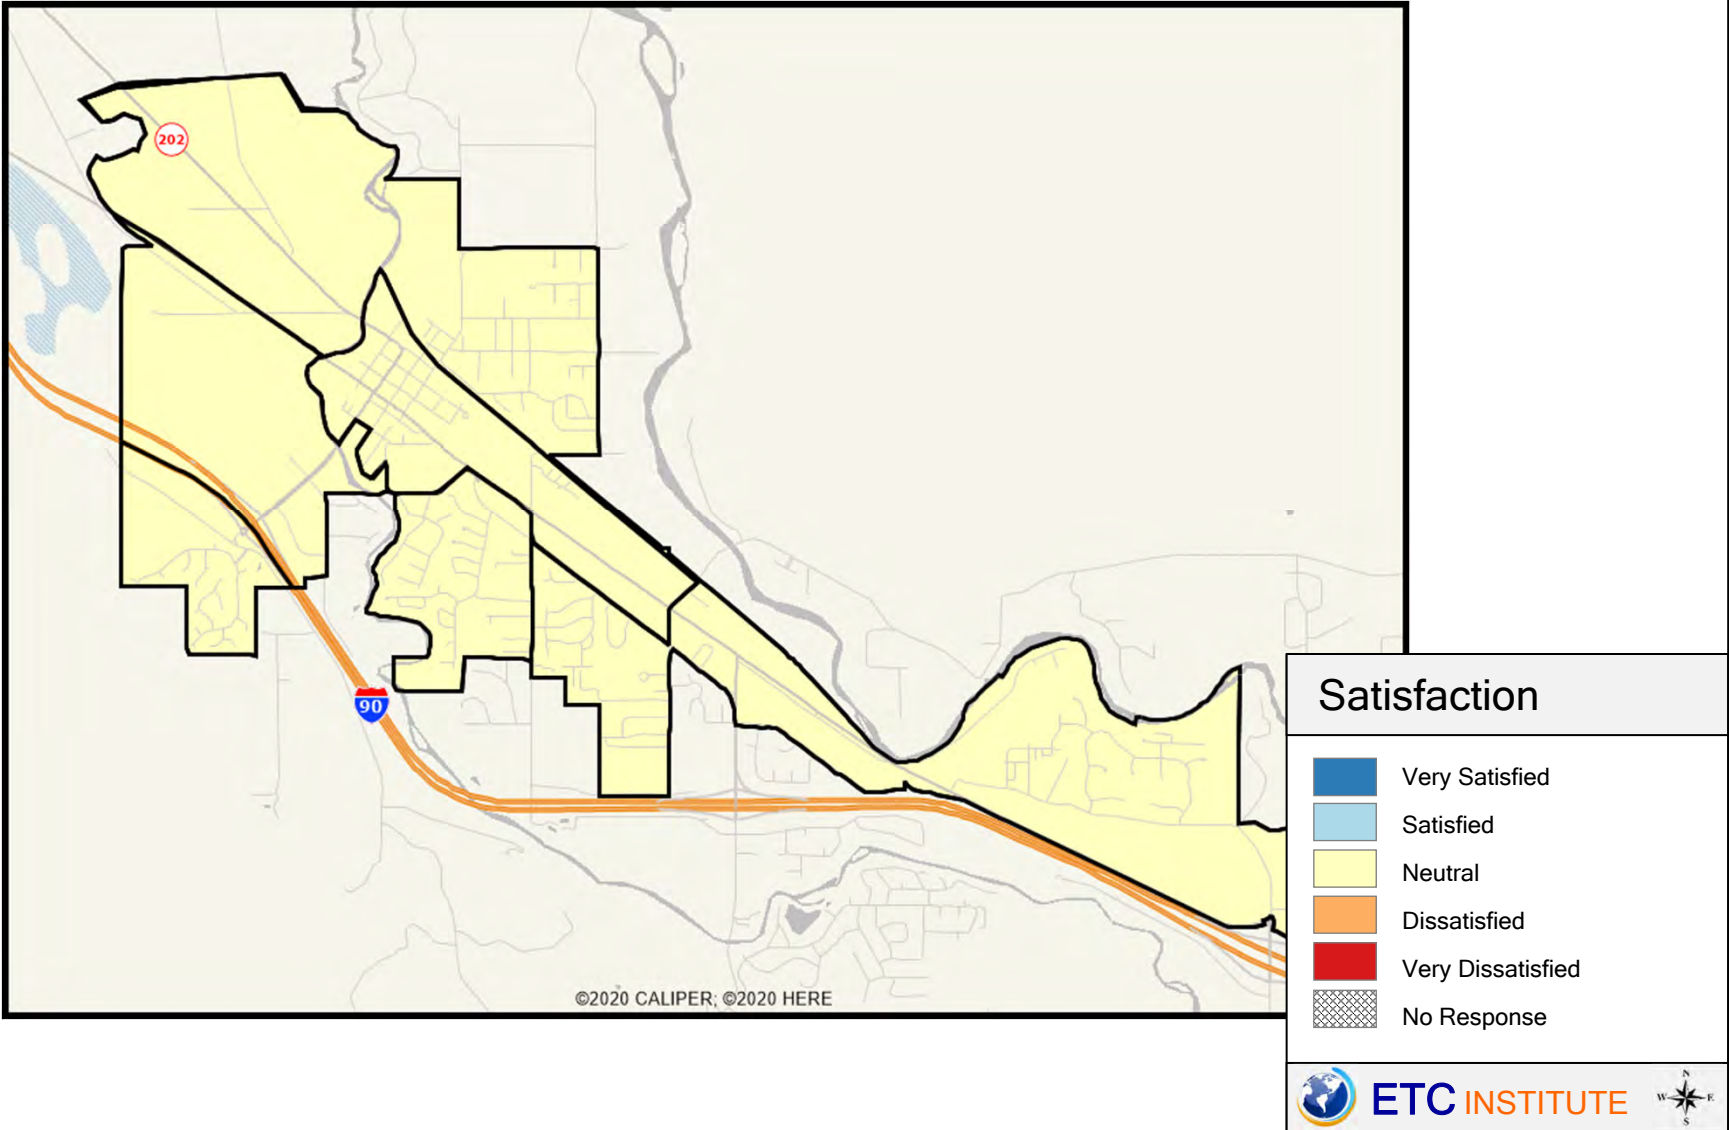 202
90
©2020 CALIPER; ©2020 HERE
Satisfaction
Very Satisfied
Satisfied
Neutral
Dissatisfied
Very Dissatisfied
No Response
ETC INSTITUTE
N
W E
S